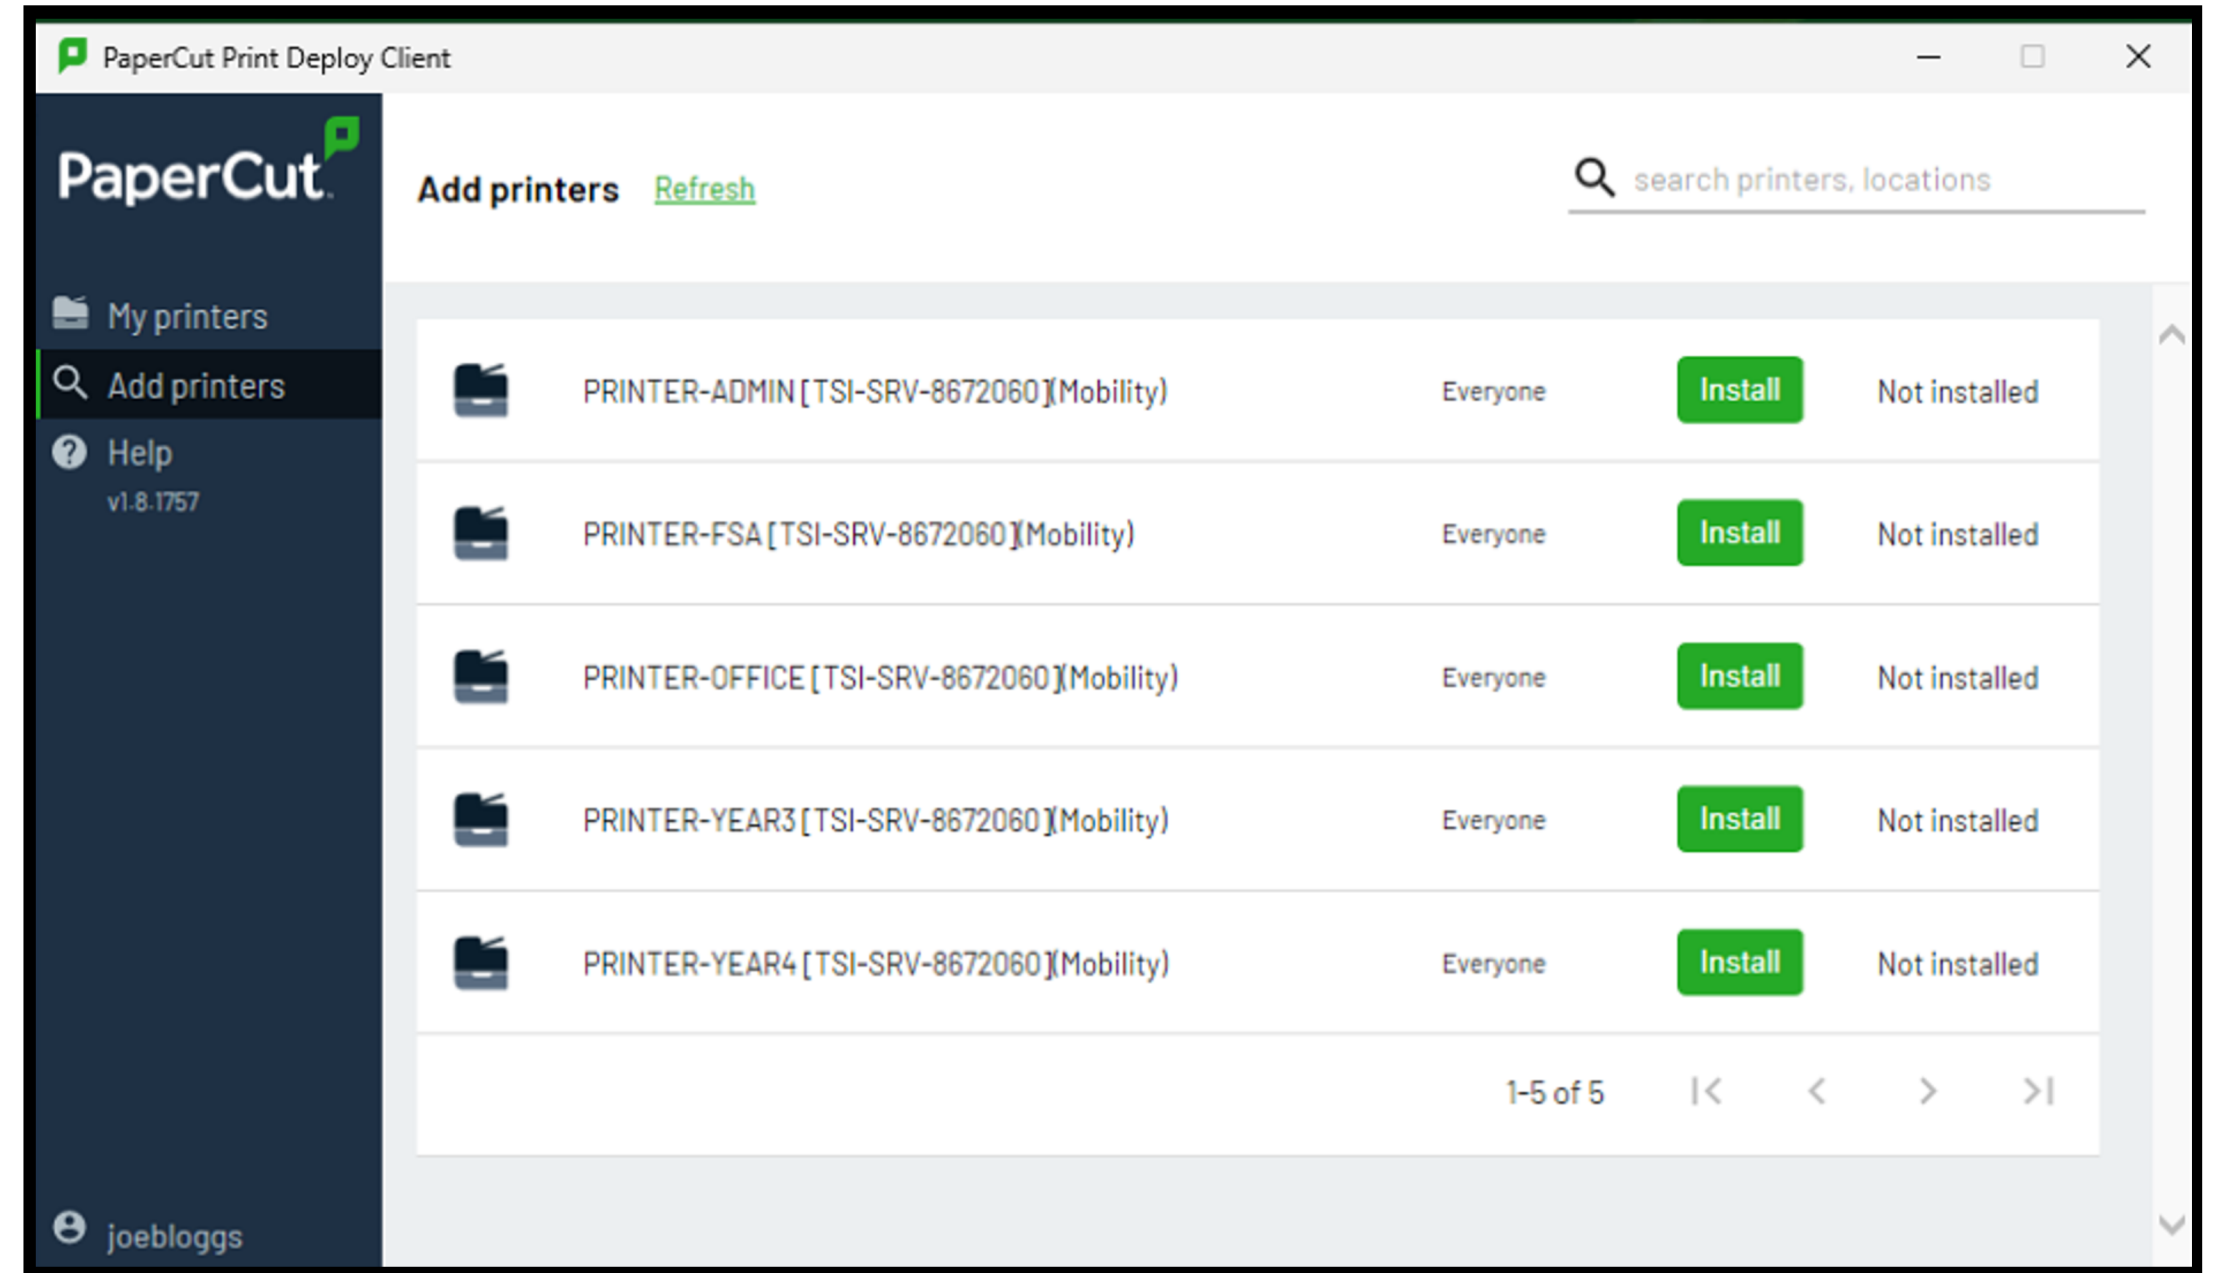 PaperCut Print Deploy Client
PaperCut
Add printers Refresh
search printers, locations
My printers
Add printers
Help
v1.8.1757
PRINTER-ADMIN [TSI-SRV-8672060](Mobility) Everyone Install Not installed
PRINTER-FSA [TSI-SRV-8672060](Mobility) Everyone Install Not installed
PRINTER-OFFICE [TSI-SRV-8672060](Mobility) Everyone Install Not installed
PRINTER-YEAR3 [TSI-SRV-8672060](Mobility) Everyone Install Not installed
PRINTER-YEAR4 [TSI-SRV-8672060](Mobility) Everyone Install Not installed
1-5 of 5
joebloggs